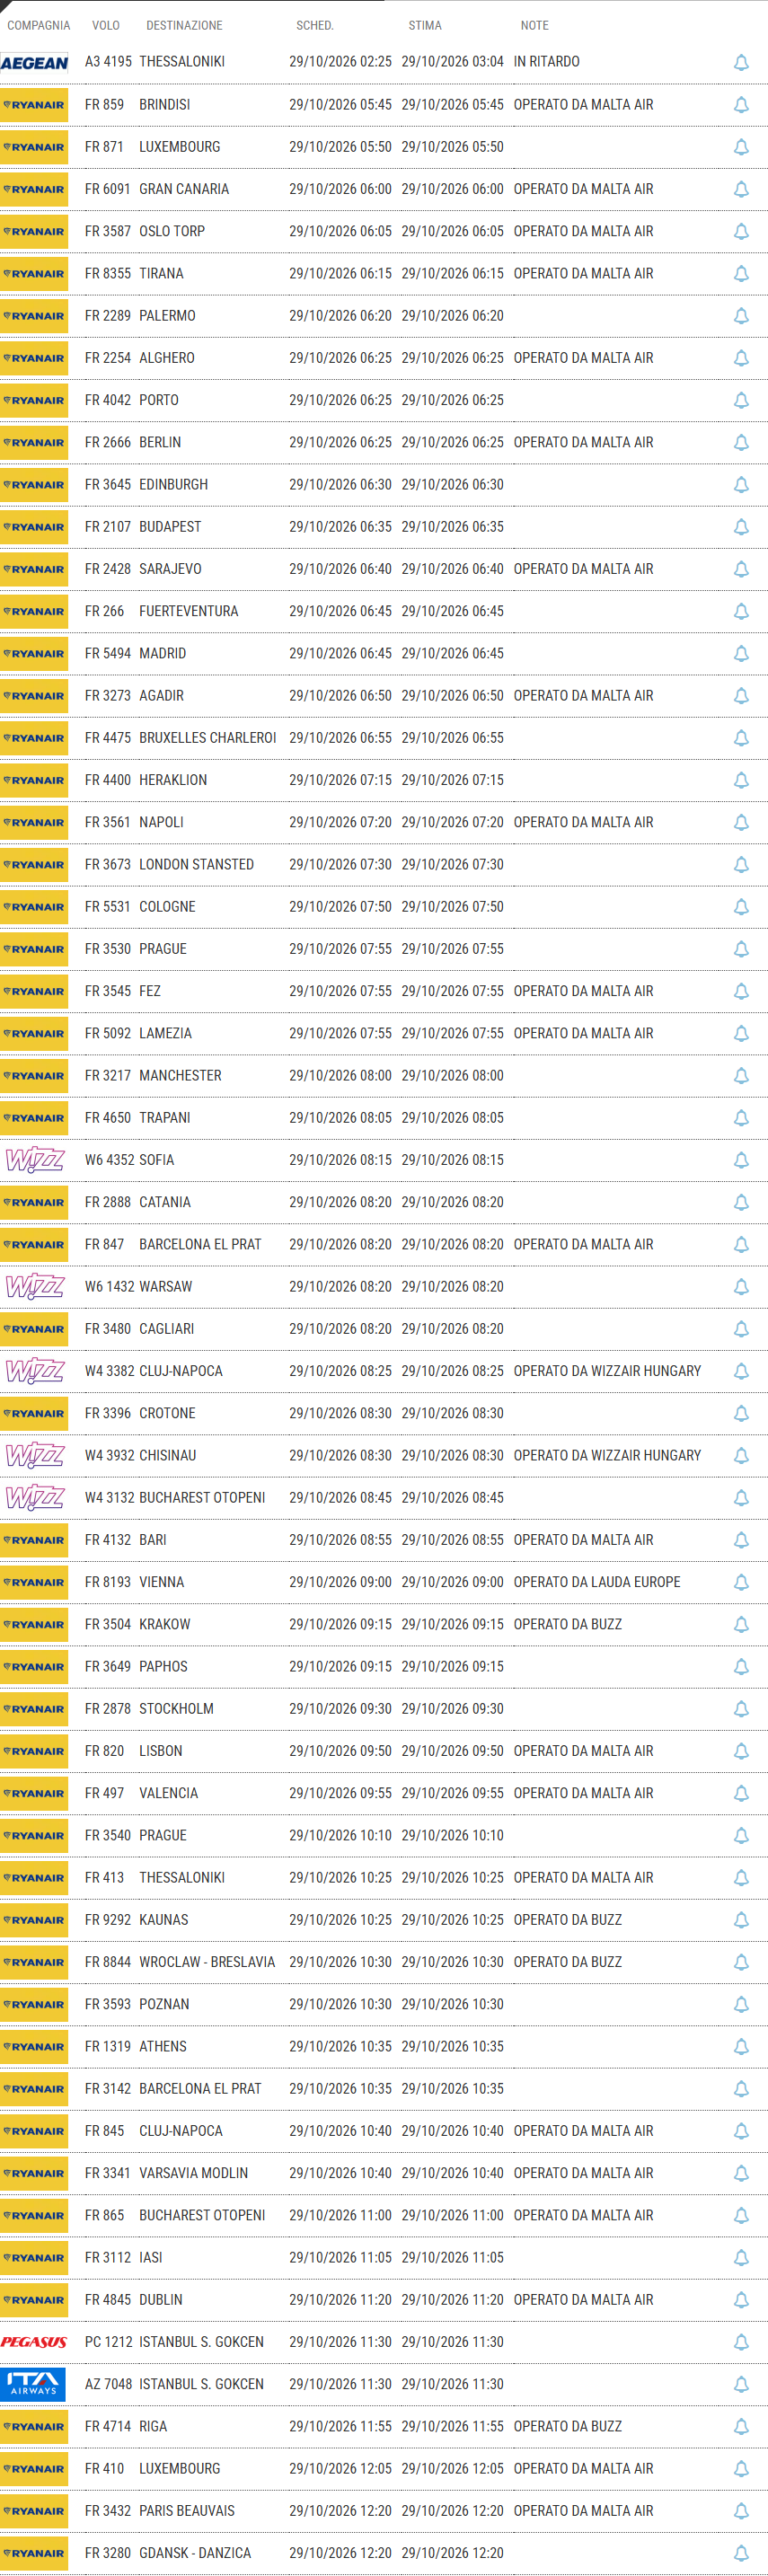 COMPAGNIA VOLO DESTINAZIONE SCHED. STIMA NOTE
AEGEAN A3 4195 THESSALONIKI 29/10/2026 02:25 29/10/2026 03:04 IN RITARDO
RYANAIR FR 859 BRINDISI 29/10/2026 05:45 29/10/2026 05:45 OPERATO DA MALTA AIR
RYANAIR FR 871 LUXEMBOURG 29/10/2026 05:50 29/10/2026 05:50
RYANAIR FR 6091 GRAN CANARIA 29/10/2026 06:00 29/10/2026 06:00 OPERATO DA MALTA AIR
RYANAIR FR 3587 OSLO TORP 29/10/2026 06:05 29/10/2026 06:05 OPERATO DA MALTA AIR
RYANAIR FR 8355 TIRANA 29/10/2026 06:15 29/10/2026 06:15 OPERATO DA MALTA AIR
RYANAIR FR 2289 PALERMO 29/10/2026 06:20 29/10/2026 06:20
RYANAIR FR 2254 ALGHERO 29/10/2026 06:25 29/10/2026 06:25 OPERATO DA MALTA AIR
RYANAIR FR 4042 PORTO 29/10/2026 06:25 29/10/2026 06:25
RYANAIR FR 2666 BERLIN 29/10/2026 06:25 29/10/2026 06:25 OPERATO DA MALTA AIR
RYANAIR FR 3645 EDINBURGH 29/10/2026 06:30 29/10/2026 06:30
RYANAIR FR 2107 BUDAPEST 29/10/2026 06:35 29/10/2026 06:35
RYANAIR FR 2428 SARAJEVO 29/10/2026 06:40 29/10/2026 06:40 OPERATO DA MALTA AIR
RYANAIR FR 266 FUERTEVENTURA 29/10/2026 06:45 29/10/2026 06:45
RYANAIR FR 5494 MADRID 29/10/2026 06:45 29/10/2026 06:45
RYANAIR FR 3273 AGADIR 29/10/2026 06:50 29/10/2026 06:50 OPERATO DA MALTA AIR
RYANAIR FR 4475 BRUXELLES CHARLEROI 29/10/2026 06:55 29/10/2026 06:55
RYANAIR FR 4400 HERAKLION 29/10/2026 07:15 29/10/2026 07:15
RYANAIR FR 3561 NAPOLI 29/10/2026 07:20 29/10/2026 07:20 OPERATO DA MALTA AIR
RYANAIR FR 3673 LONDON STANSTED 29/10/2026 07:30 29/10/2026 07:30
RYANAIR FR 5531 COLOGNE 29/10/2026 07:50 29/10/2026 07:50
RYANAIR FR 3530 PRAGUE 29/10/2026 07:55 29/10/2026 07:55
RYANAIR FR 3545 FEZ 29/10/2026 07:55 29/10/2026 07:55 OPERATO DA MALTA AIR
RYANAIR FR 5092 LAMEZIA 29/10/2026 07:55 29/10/2026 07:55 OPERATO DA MALTA AIR
RYANAIR FR 3217 MANCHESTER 29/10/2026 08:00 29/10/2026 08:00
RYANAIR FR 4650 TRAPANI 29/10/2026 08:05 29/10/2026 08:05
WIZZ W6 4352 SOFIA 29/10/2026 08:15 29/10/2026 08:15
RYANAIR FR 2888 CATANIA 29/10/2026 08:20 29/10/2026 08:20
RYANAIR FR 847 BARCELONA EL PRAT 29/10/2026 08:20 29/10/2026 08:20 OPERATO DA MALTA AIR
WIZZ W6 1432 WARSAW 29/10/2026 08:20 29/10/2026 08:20
RYANAIR FR 3480 CAGLIARI 29/10/2026 08:20 29/10/2026 08:20
WIZZ W4 3382 CLUJ-NAPOCA 29/10/2026 08:25 29/10/2026 08:25 OPERATO DA WIZZAIR HUNGARY
RYANAIR FR 3396 CROTONE 29/10/2026 08:30 29/10/2026 08:30
WIZZ W4 3932 CHISINAU 29/10/2026 08:30 29/10/2026 08:30 OPERATO DA WIZZAIR HUNGARY
WIZZ W4 3132 BUCHAREST OTOPENI 29/10/2026 08:45 29/10/2026 08:45
RYANAIR FR 4132 BARI 29/10/2026 08:55 29/10/2026 08:55 OPERATO DA MALTA AIR
RYANAIR FR 8193 VIENNA 29/10/2026 09:00 29/10/2026 09:00 OPERATO DA LAUDA EUROPE
RYANAIR FR 3504 KRAKOW 29/10/2026 09:15 29/10/2026 09:15 OPERATO DA BUZZ
RYANAIR FR 3649 PAPHOS 29/10/2026 09:15 29/10/2026 09:15
RYANAIR FR 2878 STOCKHOLM 29/10/2026 09:30 29/10/2026 09:30
RYANAIR FR 820 LISBON 29/10/2026 09:50 29/10/2026 09:50 OPERATO DA MALTA AIR
RYANAIR FR 497 VALENCIA 29/10/2026 09:55 29/10/2026 09:55 OPERATO DA MALTA AIR
RYANAIR FR 3540 PRAGUE 29/10/2026 10:10 29/10/2026 10:10
RYANAIR FR 413 THESSALONIKI 29/10/2026 10:25 29/10/2026 10:25 OPERATO DA MALTA AIR
RYANAIR FR 9292 KAUNAS 29/10/2026 10:25 29/10/2026 10:25 OPERATO DA BUZZ
RYANAIR FR 8844 WROCLAW - BRESLAVIA 29/10/2026 10:30 29/10/2026 10:30 OPERATO DA BUZZ
RYANAIR FR 3593 POZNAN 29/10/2026 10:30 29/10/2026 10:30
RYANAIR FR 1319 ATHENS 29/10/2026 10:35 29/10/2026 10:35
RYANAIR FR 3142 BARCELONA EL PRAT 29/10/2026 10:35 29/10/2026 10:35
RYANAIR FR 845 CLUJ-NAPOCA 29/10/2026 10:40 29/10/2026 10:40 OPERATO DA MALTA AIR
RYANAIR FR 3341 VARSAVIA MODLIN 29/10/2026 10:40 29/10/2026 10:40 OPERATO DA MALTA AIR
RYANAIR FR 865 BUCHAREST OTOPENI 29/10/2026 11:00 29/10/2026 11:00 OPERATO DA MALTA AIR
RYANAIR FR 3112 IASI 29/10/2026 11:05 29/10/2026 11:05
RYANAIR FR 4845 DUBLIN 29/10/2026 11:20 29/10/2026 11:20 OPERATO DA MALTA AIR
PEGASUS PC 1212 ISTANBUL S. GOKCEN 29/10/2026 11:30 29/10/2026 11:30
ITA AIRWAYS AZ 7048 ISTANBUL S. GOKCEN 29/10/2026 11:30 29/10/2026 11:30
RYANAIR FR 4714 RIGA 29/10/2026 11:55 29/10/2026 11:55 OPERATO DA BUZZ
RYANAIR FR 410 LUXEMBOURG 29/10/2026 12:05 29/10/2026 12:05 OPERATO DA MALTA AIR
RYANAIR FR 3432 PARIS BEAUVAIS 29/10/2026 12:20 29/10/2026 12:20 OPERATO DA MALTA AIR
RYANAIR FR 3280 GDANSK - DANZICA 29/10/2026 12:20 29/10/2026 12:20